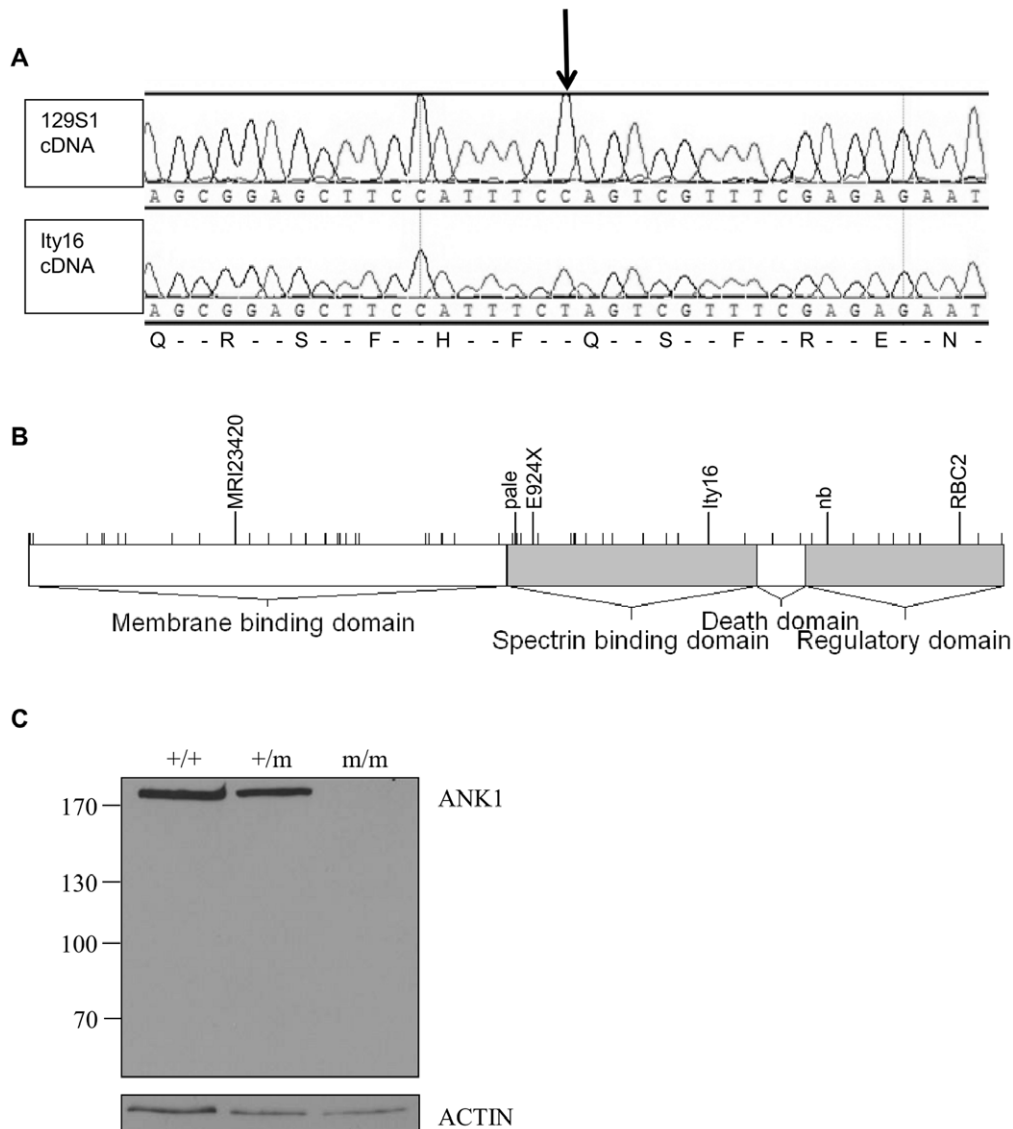 A
129S1
cDNA
A G C G G A G C T T C C A T T T C C A G T C G T T T C G A G A G A A T
Ity16
cDNA
A G C G G A G C T T C C A T T T C T A G T C G T T T C G A G A G A A T
Q - - R - - S - - F - - H - - F - - Q - - S - - F - - R - - E - - N -
B
MRI23420
pale
E924X
Ity16
nb
RBC2
Membrane binding domain
Spectrin binding domain
Death domain
Regulatory domain
C
+/+ +/m m/m
170
ANK1
130
100
70
ACTIN